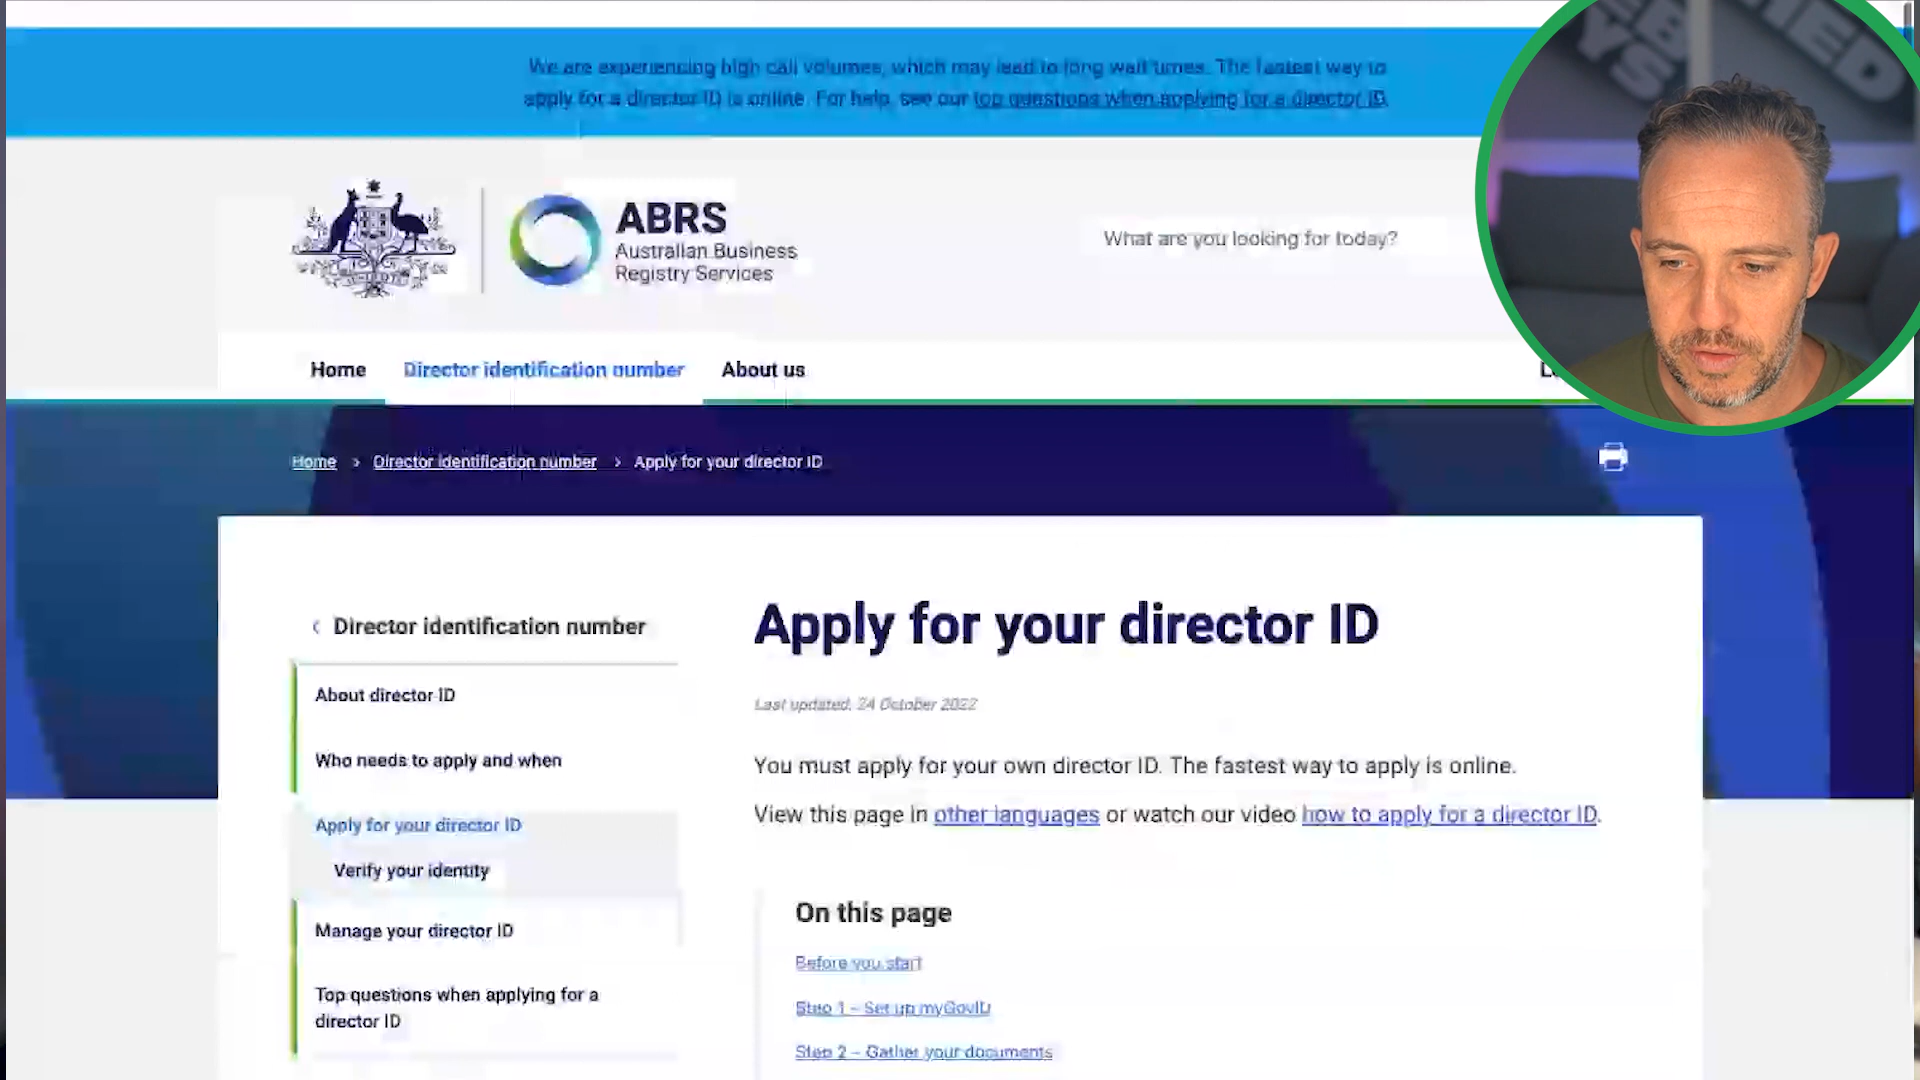 We are experiencing high call volumes, which may lead to long wait times. The fastest way to
apply for a director ID is online. For help, see our top questions when applying for a director ID.
ABRS
Australian Business
Registry Services
What are you looking for today?
Home
Director identification number
About us
Home > Director identification number > Apply for your director ID
Director identification number
About director ID
Who needs to apply and when
Apply for your director ID
Verify your identity
Manage your director ID
Top questions when applying for a
director ID
Apply for your director ID
Last updated: 24 October 2022
You must apply for your own director ID. The fastest way to apply is online.
View this page in other languages or watch our video how to apply for a director ID.
On this page
Before you start
Step 1 – Set up myGovID
Step 2 – Gather your documents